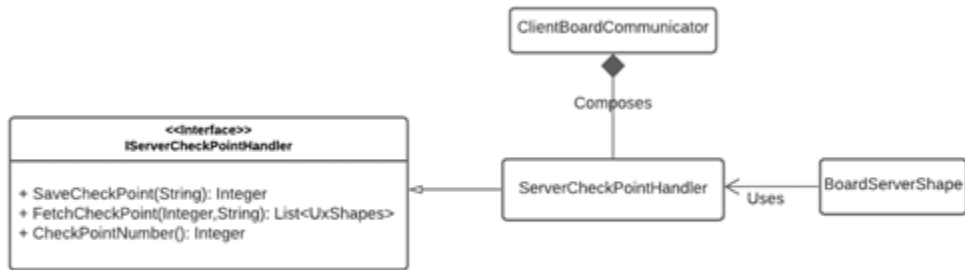 ClientBoardCommunicator
Composes
<<Interface>>
IServerCheckPointHandler
+ SaveCheckPoint(String): Integer
+ FetchCheckPoint(Integer,String): List<UxShapes>
+ CheckPointNumber(): Integer
ServerCheckPointHandler
Uses
BoardServerShape